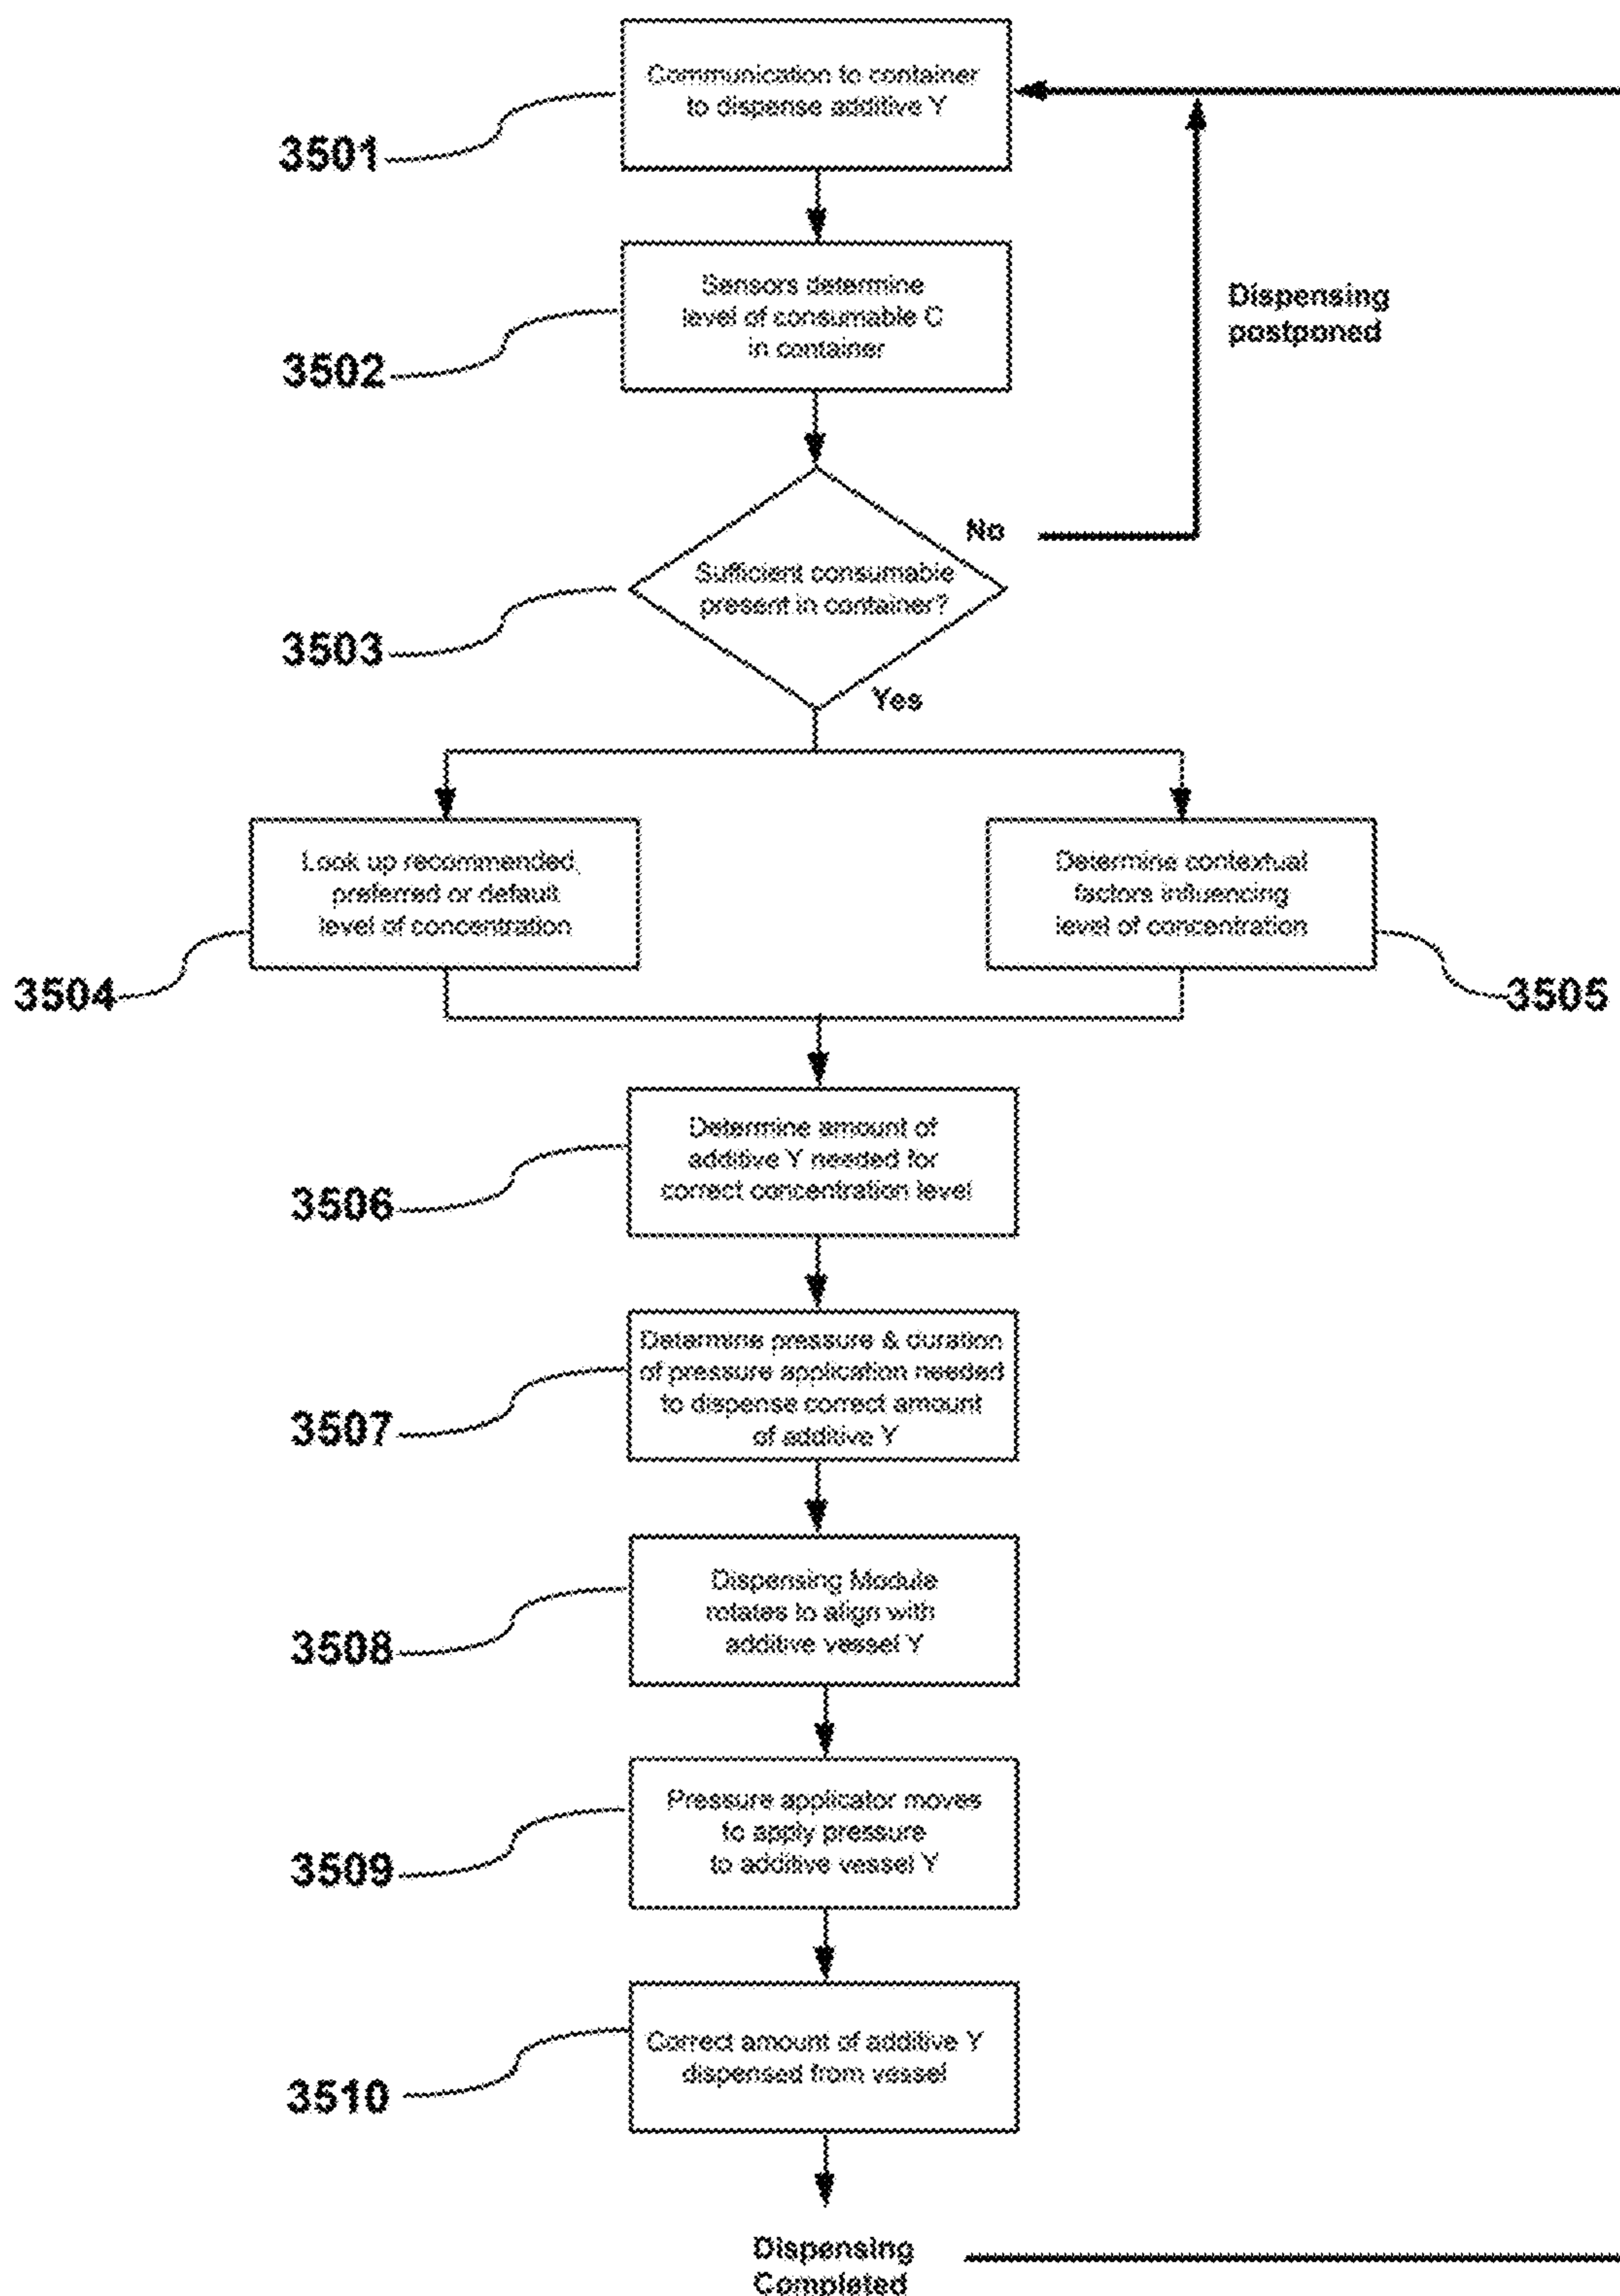 Communication to container
to dispense additive Y
3501
Sensors determine
level of consumable C
in container
3502
Dispensing
postponed
No
Sufficient consumable
present in container?
3503
Yes
Look up recommended,
preferred or default
level of concentration
3504
Determine contextual
factors influencing
level of concentration
3505
Determine amount of
additive Y needed for
correct concentration level
3506
Determine pressure & duration
of pressure application needed
to dispense correct amount
of additive Y
3507
Dispensing Module
rotates to align with
additive vessel Y
3508
Pressure applicator moves
to apply pressure
to additive vessel Y
3509
Correct amount of additive Y
dispensed from vessel
3510
Dispensing
Completed